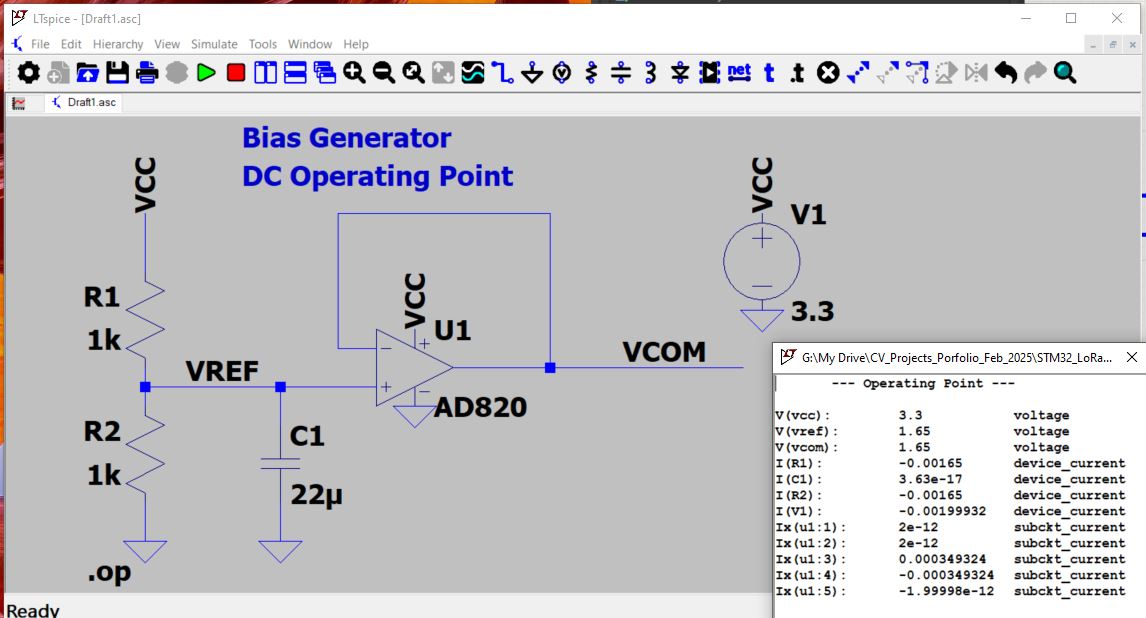 LTspice - [Draft1.asc]
File Edit Hierarchy View Simulate Tools Window Help
net t .t
Draft1.asc
Bias Generator
DC Operating Point
VCC
VCC
V1
3.3
R1
1k
VCC
U1
VREF
VCOM
AD820
R2
1k
C1
22µ
.op
Ready
G:\My Drive\CV_Projects_Porfolio_Feb_2025\STM32_LoRa...
--- Operating Point ---
V(vcc): 3.3 voltage
V(vref): 1.65 voltage
V(vcom): 1.65 voltage
I(R1): -0.00165 device_current
I(C1): 3.63e-17 device_current
I(R2): -0.00165 device_current
I(V1): -0.00199932 device_current
Ix(u1:1): 2e-12 subckt_current
Ix(u1:2): 2e-12 subckt_current
Ix(u1:3): 0.000349324 subckt_current
Ix(u1:4): -0.000349324 subckt_current
Ix(u1:5): -1.99998e-12 subckt_current